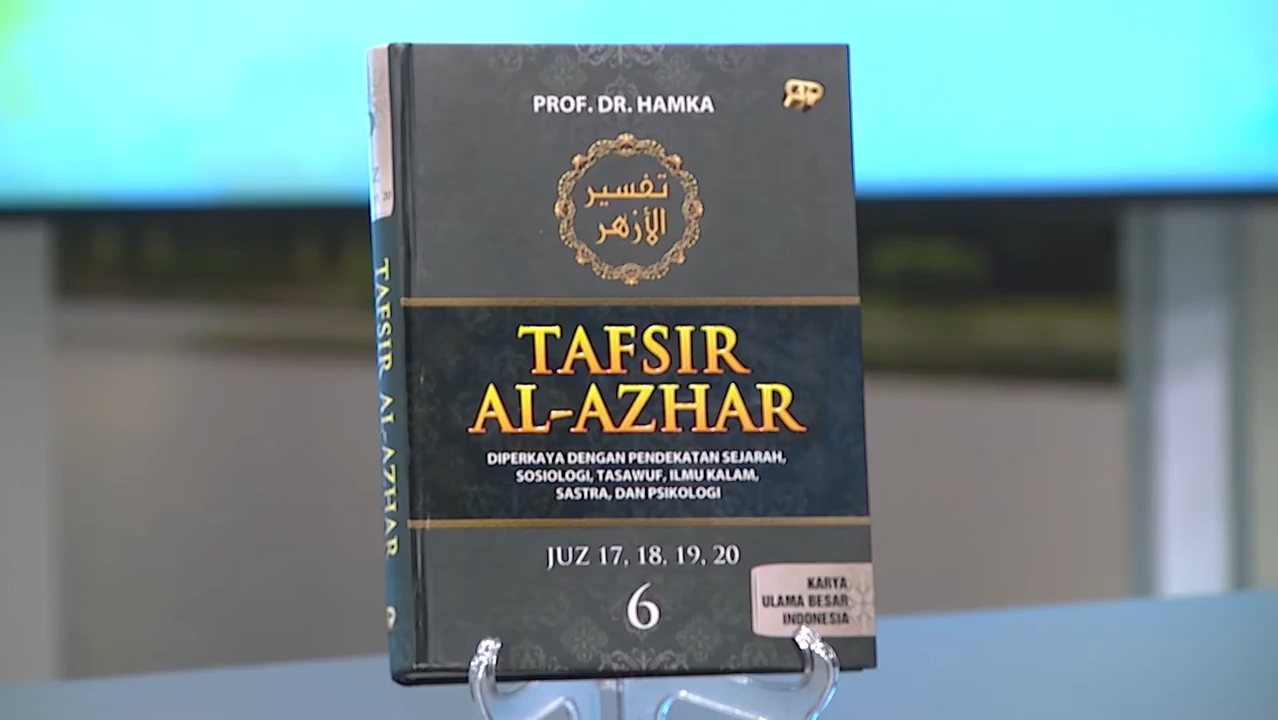 PROF. DR. HAMKA
تفسير
الأزهر
TAFSIR
AL-AZHAR
DIPERKAYA DENGAN PENDEKATAN SEJARAH,
SOSIOLOGI, TASAWUF, ILMU KALAM,
SASTRA, DAN PSIKOLOGI
JUZ 17, 18, 19, 20
6
KARYA
ULAMA BESAR
INDONESIA
TAFSIR AL-AZHAR